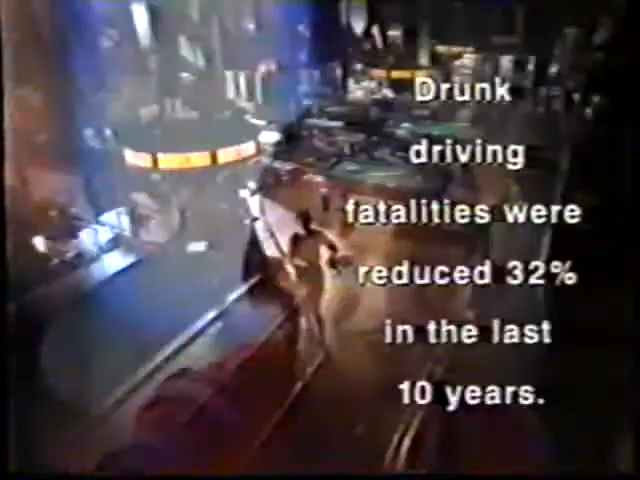 Drunk
driving
fatalities were
reduced 32%
in the last
10 years.